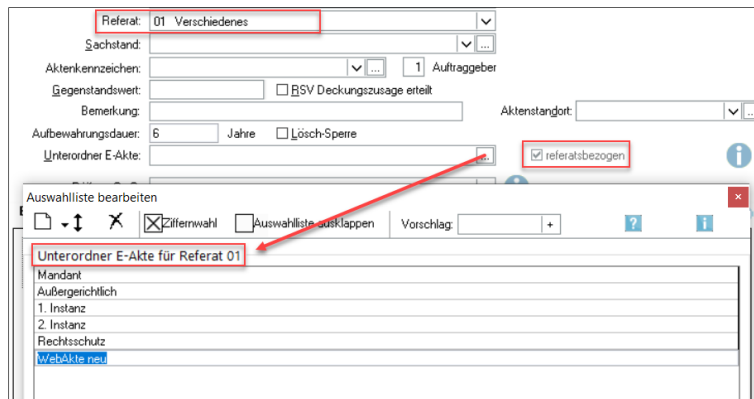 Referat: 01 Verschiedenes
Sachstand: ...
Aktenkennzeichen: ... 1 Auftraggeber
Gegenstandswert: RSV Deckungszusage erteilt
Bemerkung: Aktenstandort:
Aufbewahrungsdauer: 6 Jahre Lösch-Sperre
Unterordner E-Akte: ... referatsbezogen i
Auswahlliste bearbeiten
Ziffernwahl Auswahlliste ausklappen Vorschlag: + ? i
Unterordner E-Akte für Referat 01
Mandant
Außergerichtlich
1. Instanz
2. Instanz
Rechtsschutz
WebAkte neu